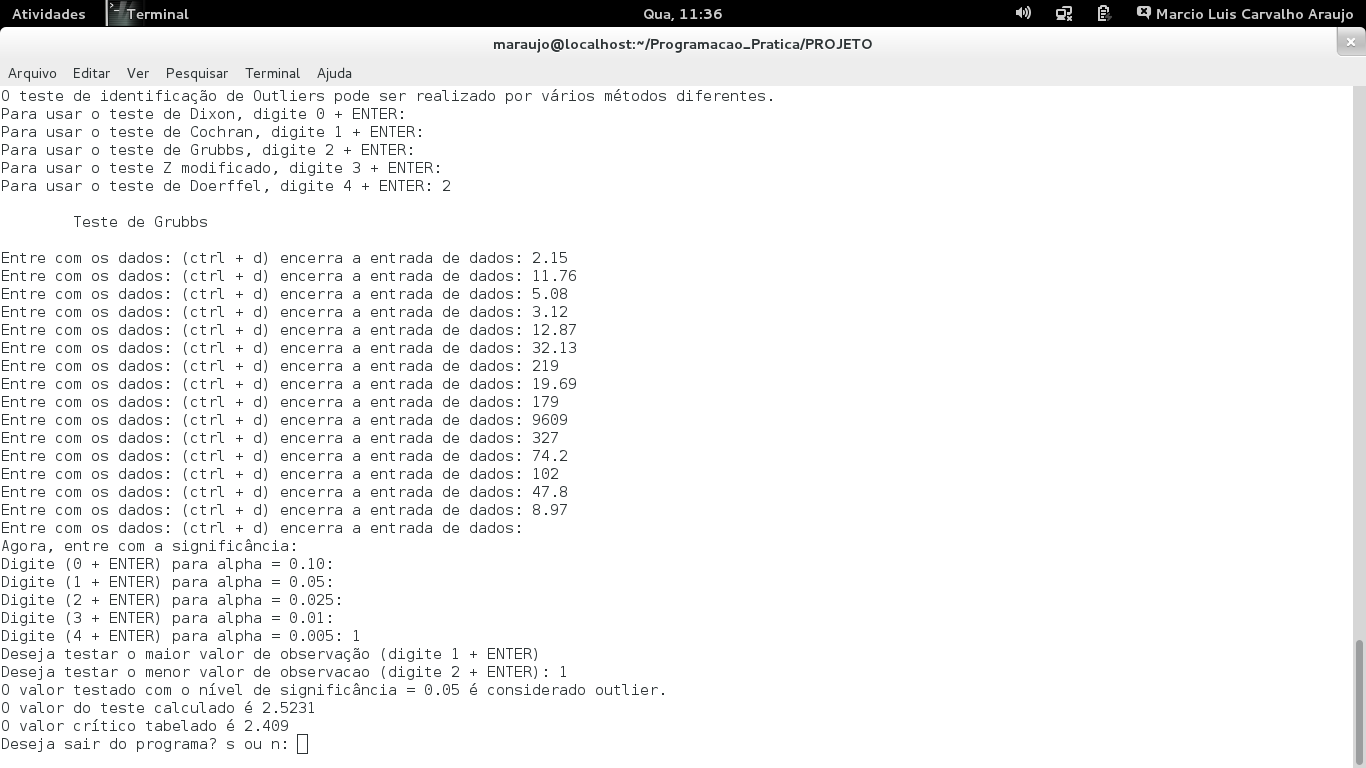 Atividades Terminal Qua, 11:36 Marcio Luis Carvalho Araujo
maraujo@localhost:~/Programacao_Pratica/PROJETO
Arquivo Editar Ver Pesquisar Terminal Ajuda
O teste de identificação de Outliers pode ser realizado por vários métodos diferentes.
Para usar o teste de Dixon, digite 0 + ENTER:
Para usar o teste de Cochran, digite 1 + ENTER:
Para usar o teste de Grubbs, digite 2 + ENTER:
Para usar o teste Z modificado, digite 3 + ENTER:
Para usar o teste de Doerffel, digite 4 + ENTER: 2
Teste de Grubbs
Entre com os dados: (ctrl + d) encerra a entrada de dados: 2.15
Entre com os dados: (ctrl + d) encerra a entrada de dados: 11.76
Entre com os dados: (ctrl + d) encerra a entrada de dados: 5.08
Entre com os dados: (ctrl + d) encerra a entrada de dados: 3.12
Entre com os dados: (ctrl + d) encerra a entrada de dados: 12.87
Entre com os dados: (ctrl + d) encerra a entrada de dados: 32.13
Entre com os dados: (ctrl + d) encerra a entrada de dados: 219
Entre com os dados: (ctrl + d) encerra a entrada de dados: 19.69
Entre com os dados: (ctrl + d) encerra a entrada de dados: 179
Entre com os dados: (ctrl + d) encerra a entrada de dados: 9609
Entre com os dados: (ctrl + d) encerra a entrada de dados: 327
Entre com os dados: (ctrl + d) encerra a entrada de dados: 74.2
Entre com os dados: (ctrl + d) encerra a entrada de dados: 102
Entre com os dados: (ctrl + d) encerra a entrada de dados: 47.8
Entre com os dados: (ctrl + d) encerra a entrada de dados: 8.97
Entre com os dados: (ctrl + d) encerra a entrada de dados:
Agora, entre com a significância:
Digite (0 + ENTER) para alpha = 0.10:
Digite (1 + ENTER) para alpha = 0.05:
Digite (2 + ENTER) para alpha = 0.025:
Digite (3 + ENTER) para alpha = 0.01:
Digite (4 + ENTER) para alpha = 0.005: 1
Deseja testar o maior valor de observação (digite 1 + ENTER)
Deseja testar o menor valor de observacao (digite 2 + ENTER): 1
O valor testado com o nível de significância = 0.05 é considerado outlier.
O valor do teste calculado é 2.5231
O valor crítico tabelado é 2.409
Deseja sair do programa? s ou n: